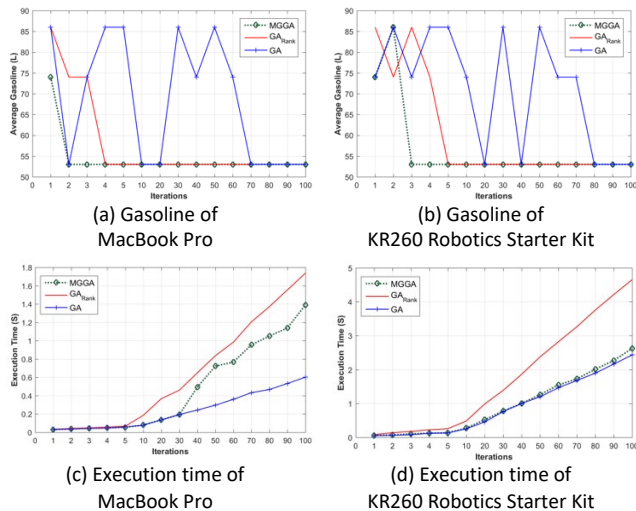 90
85
80
75
70
65
60
55
50
Average Gasoline (L)
0 1 2 3 4 5 10 20 30 40 50 60 70 80 90 100
Iterations
MGGA
GA_Rank
GA
(a) Gasoline of
MacBook Pro
90
85
80
75
70
65
60
55
50
Average Gasoline (L)
0 1 2 3 4 5 10 20 30 40 50 60 70 80 90 100
Iterations
MGGA
GA_Rank
GA
(b) Gasoline of
KR260 Robotics Starter Kit
1.8
1.6
1.4
1.2
1
0.8
0.6
0.4
0.2
0
Execution Time (S)
0 1 2 3 4 5 10 20 30 40 50 60 70 80 90 100
Iterations
MGGA
GA_Rank
GA
(c) Execution time of
MacBook Pro
5
4
3
2
1
0
Execution Time (S)
0 1 2 3 4 5 10 20 30 40 50 60 70 80 90 100
Iterations
MGGA
GA_Rank
GA
(d) Execution time of
KR260 Robotics Starter Kit